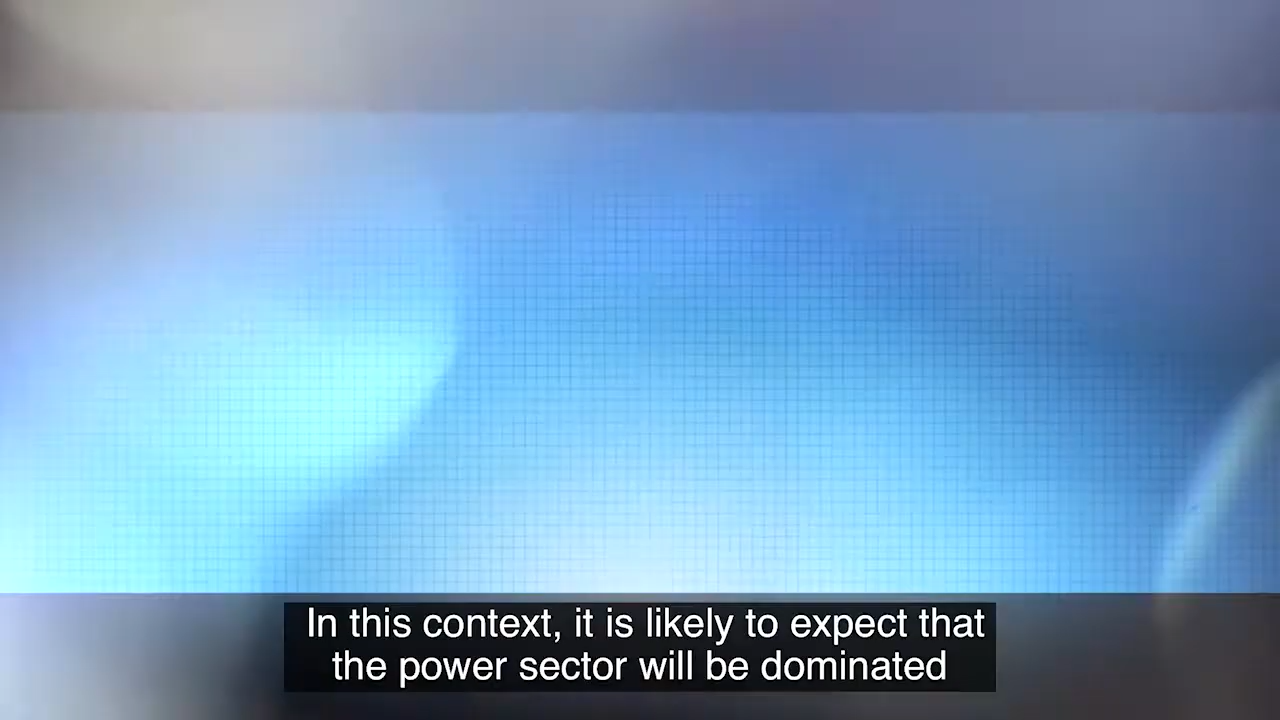 In this context, it is likely to expect that
the power sector will be dominated